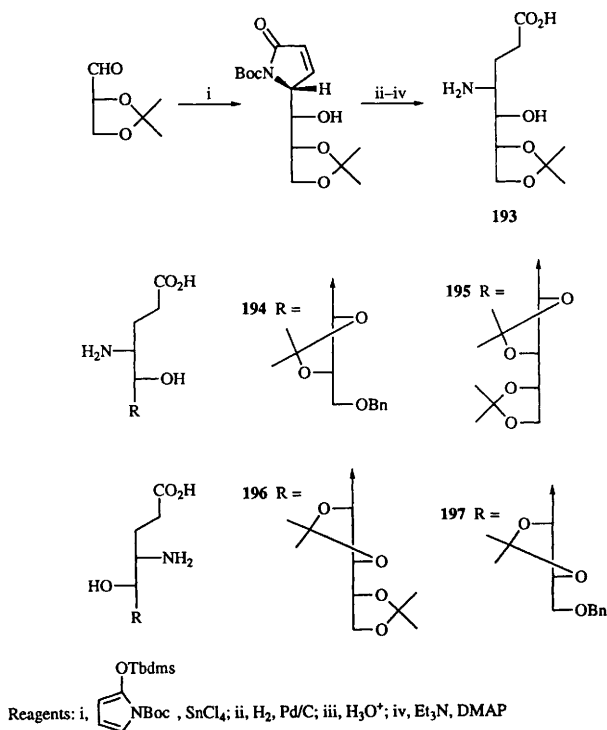 CHO
O
O
i
O
BocN
H
OH
O
O
ii–iv
CO₂H
H₂N
OH
O
O
193
CO₂H
H₂N
OH
R
194 R =
O
O
OBn
195 R =
O
O
O
O
CO₂H
NH₂
HO
R
196 R =
O
O
O
O
197 R =
O
O
OBn
OTbdms
Reagents: i, NBoc , SnCl₄; ii, H₂, Pd/C; iii, H₃O⁺; iv, Et₃N, DMAP